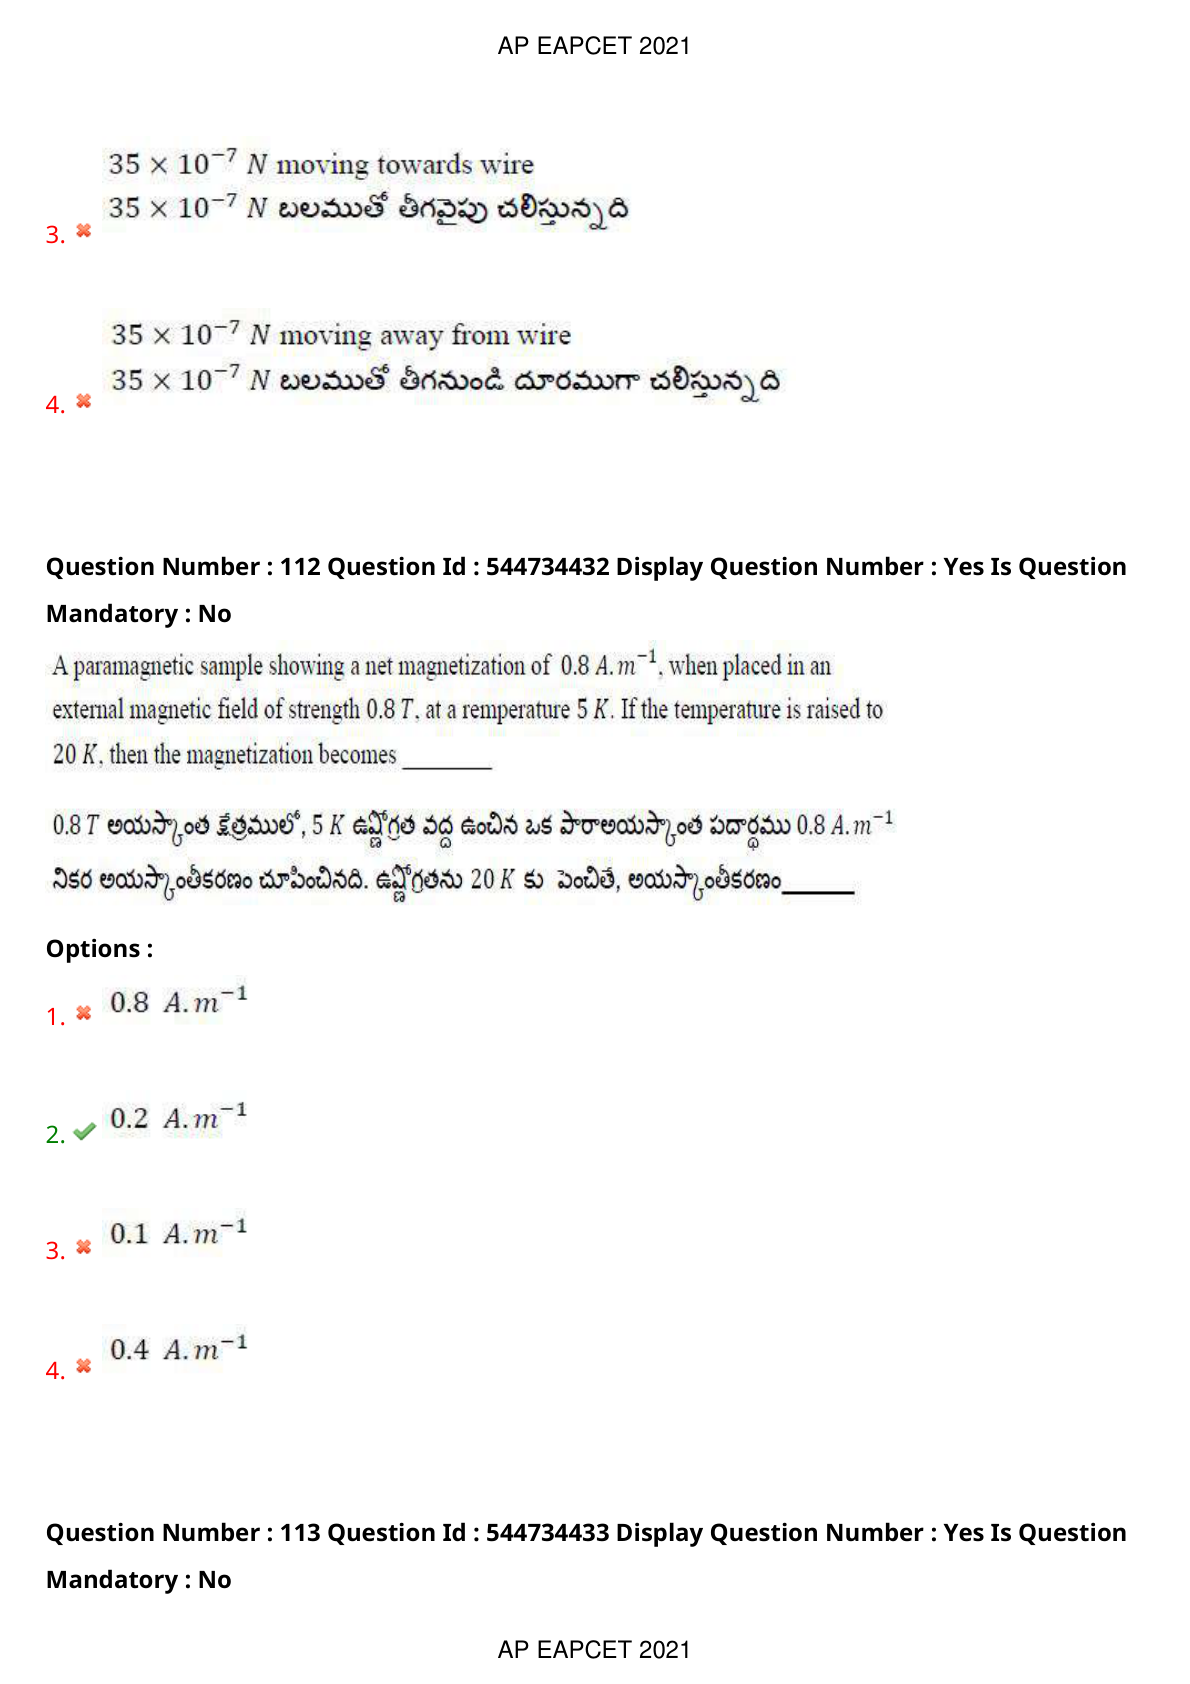 AP EAPCET 2021
35 × 10⁻⁷ N moving towards wire
35 × 10⁻⁷ N బలముతో తీగవైపు చలిస్తున్నది
3.
35 × 10⁻⁷ N moving away from wire
35 × 10⁻⁷ N బలముతో తీగనుండి దూరముగా చలిస్తున్నది
4.
Question Number : 112 Question Id : 544734432 Display Question Number : Yes Is Question
Mandatory : No
A paramagnetic sample showing a net magnetization of 0.8 A.m⁻¹, when placed in an
external magnetic field of strength 0.8 T, at a remperature 5 K. If the temperature is raised to
20 K, then the magnetization becomes ________
0.8 T అయస్కాంత క్షేత్రములో, 5 K ఉష్ణోగ్రత వద్ద ఉంచిన ఒక పారాఅయస్కాంత పదార్థము 0.8 A.m⁻¹
నికర అయస్కాంతీకరణం చూపించినది. ఉష్ణోగ్రతను 20 K కు పెంచితే, అయస్కాంతీకరణం______
Options :
1. 0.8 A.m⁻¹
2. 0.2 A.m⁻¹
3. 0.1 A.m⁻¹
4. 0.4 A.m⁻¹
Question Number : 113 Question Id : 544734433 Display Question Number : Yes Is Question
Mandatory : No
AP EAPCET 2021